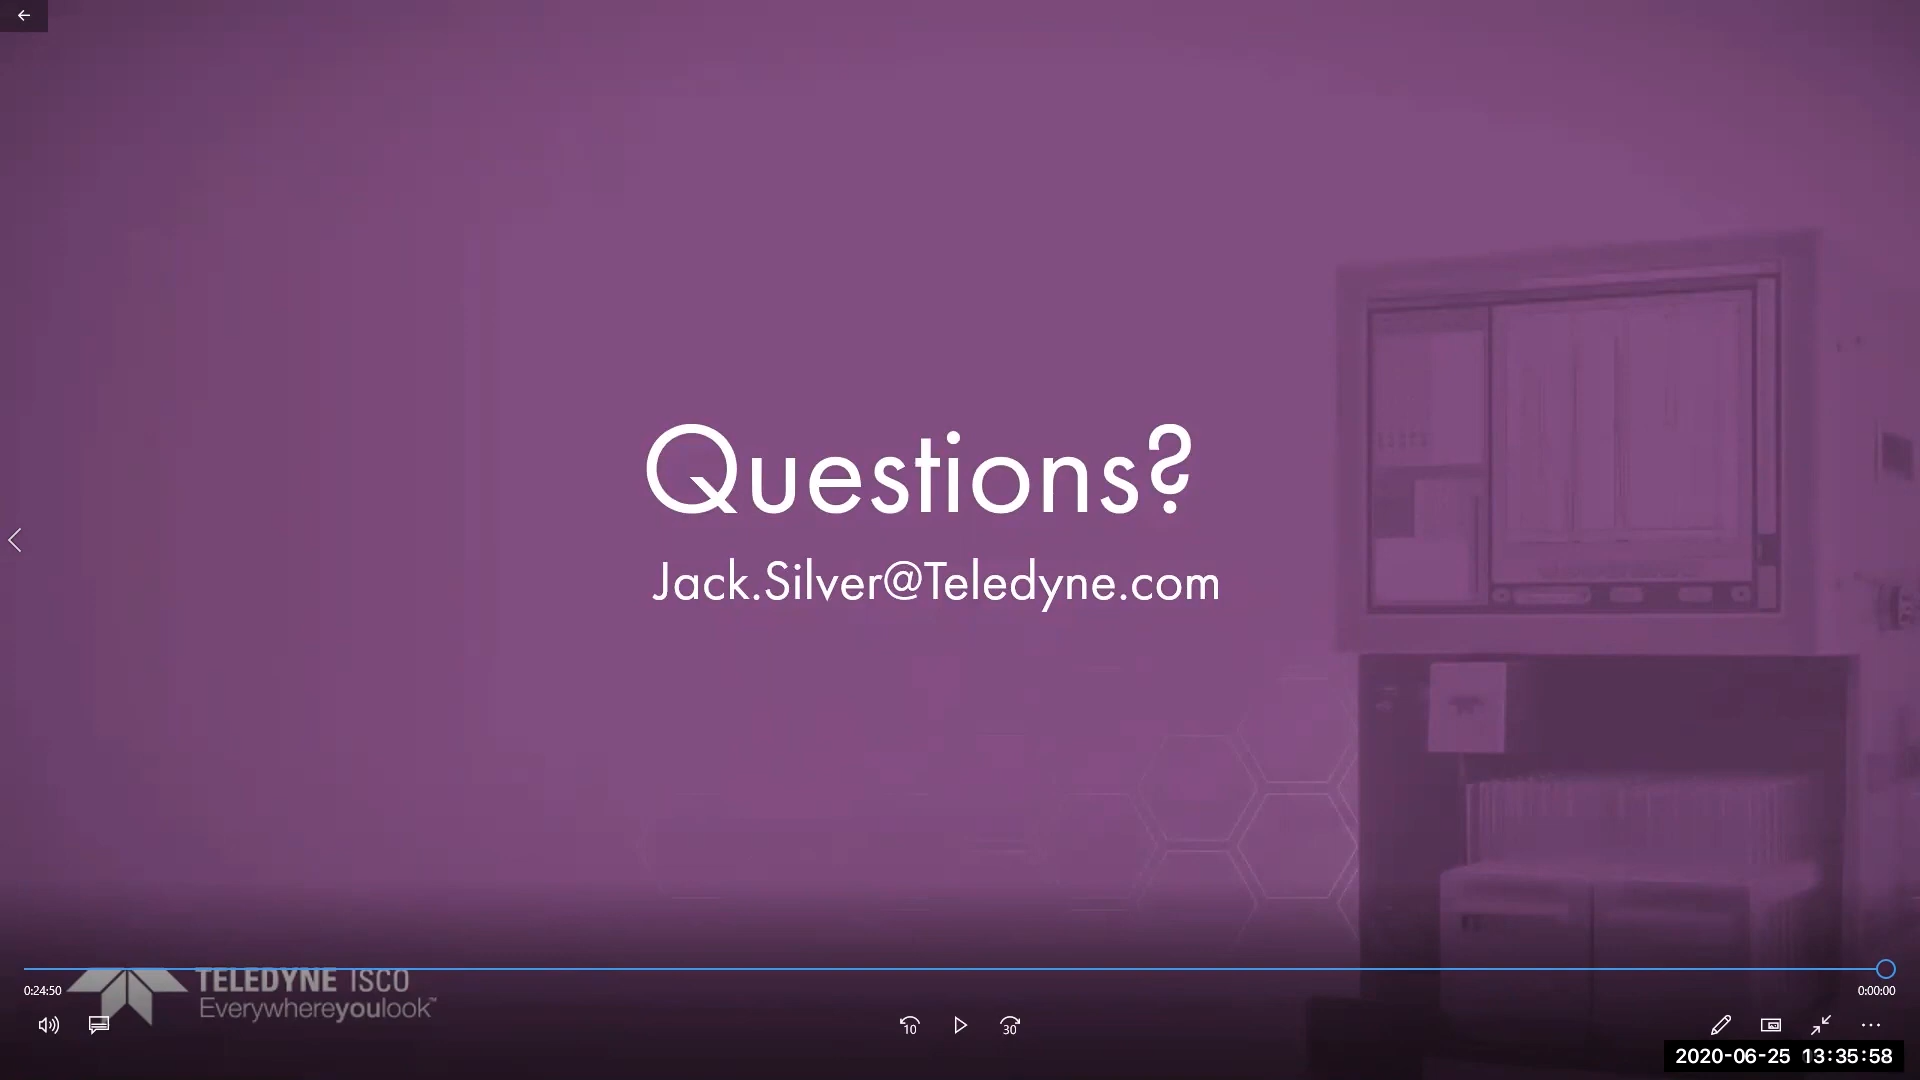 Questions?
Jack.Silver@Teledyne.com
TELEDYNE ISCO
Everywhereyoulook™
0:24:50
0:00:00
10
30
2020-06-25 13:35:58